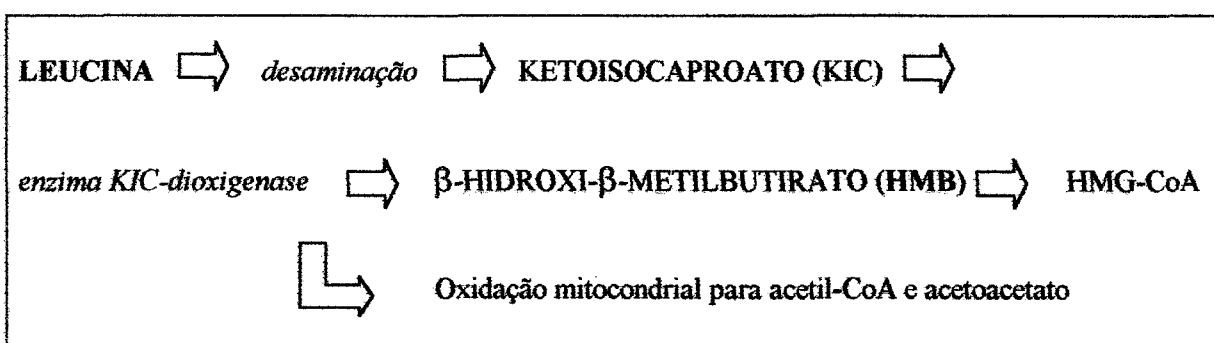 LEUCINA desaminação KETOISOCAPROATO (KIC)
enzima KIC-dioxigenase β-HIDROXI-β-METILBUTIRATO (HMB) HMG-CoA
Oxidação mitocondrial para acetil-CoA e acetoacetato